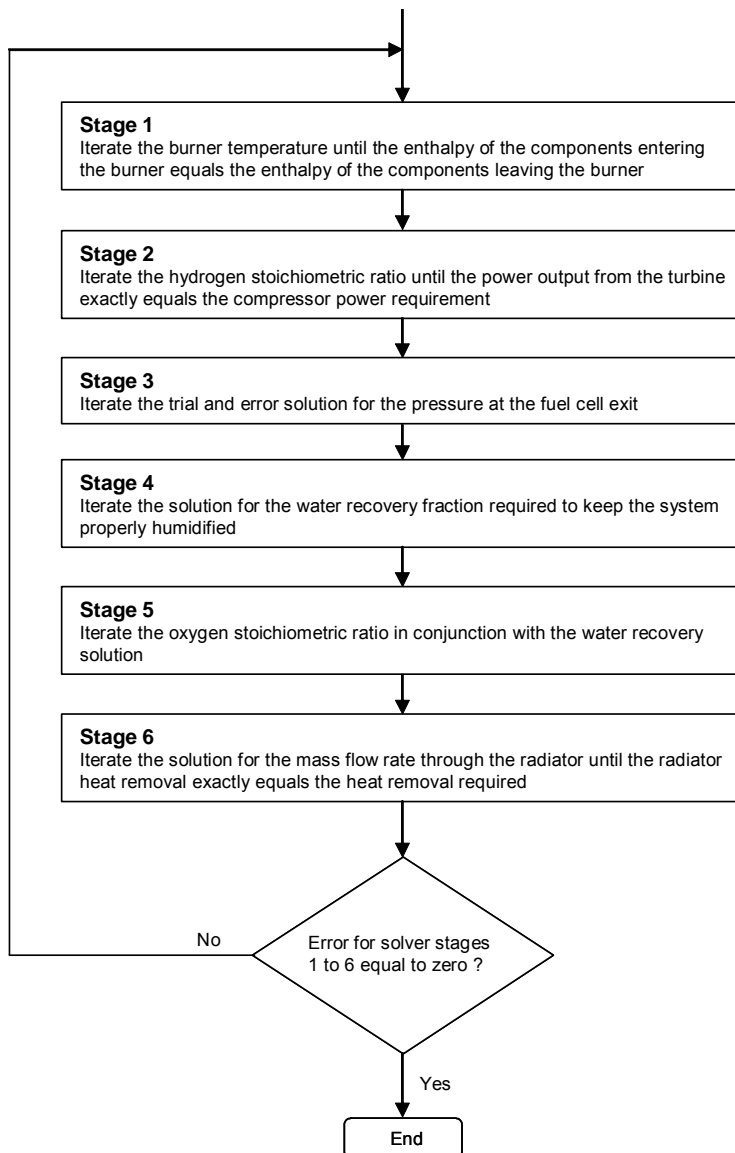 Stage 1
Iterate the burner temperature until the enthalpy of the components entering
the burner equals the enthalpy of the components leaving the burner
Stage 2
Iterate the hydrogen stoichiometric ratio until the power output from the turbine
exactly equals the compressor power requirement
Stage 3
Iterate the trial and error solution for the pressure at the fuel cell exit
Stage 4
Iterate the solution for the water recovery fraction required to keep the system
properly humidified
Stage 5
Iterate the oxygen stoichiometric ratio in conjunction with the water recovery
solution
Stage 6
Iterate the solution for the mass flow rate through the radiator until the radiator
heat removal exactly equals the heat removal required
No
Error for solver stages
1 to 6 equal to zero ?
Yes
End